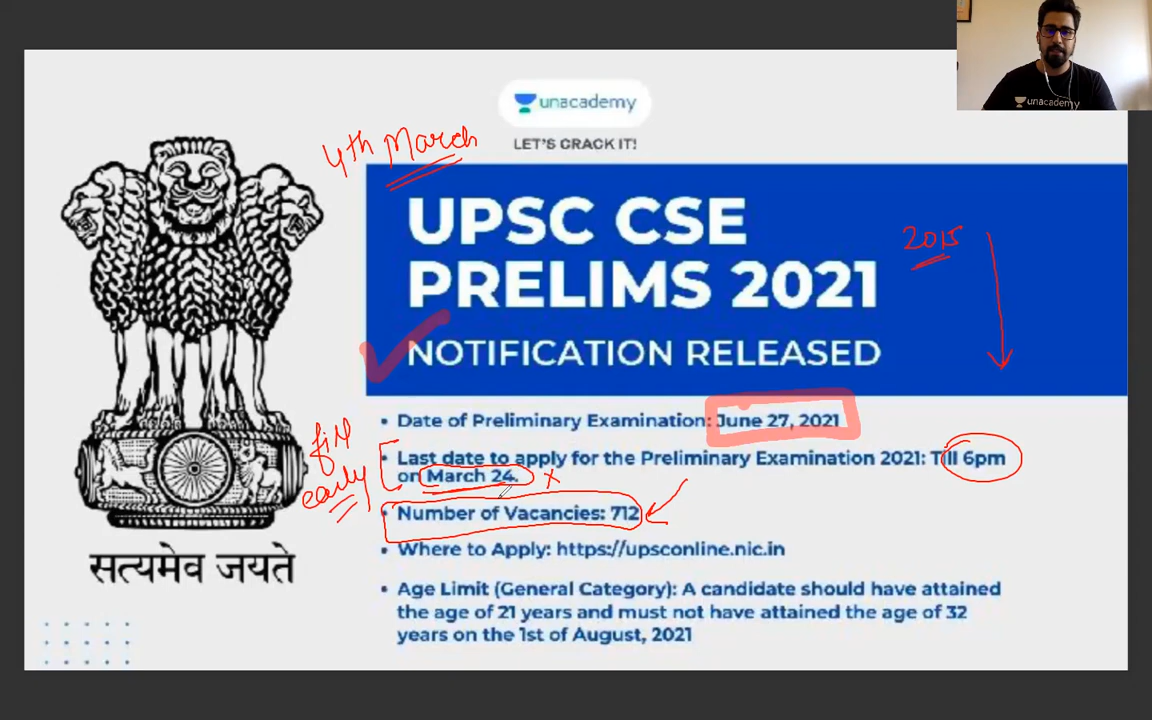 unacademy
unacademy
LET'S CRACK IT!
4th March
UPSC CSE
2015
PRELIMS 2021
NOTIFICATION RELEASED
• Date of Preliminary Examination: June 27, 2021
fill
early
• Last date to apply for the Preliminary Examination 2021: Till 6pm
on March 24. x
• Number of Vacancies: 712
• Where to Apply: https://upsconline.nic.in
सत्यमेव जयते
• Age Limit (General Category): A candidate should have attained
the age of 21 years and must not have attained the age of 32
years on the 1st of August, 2021